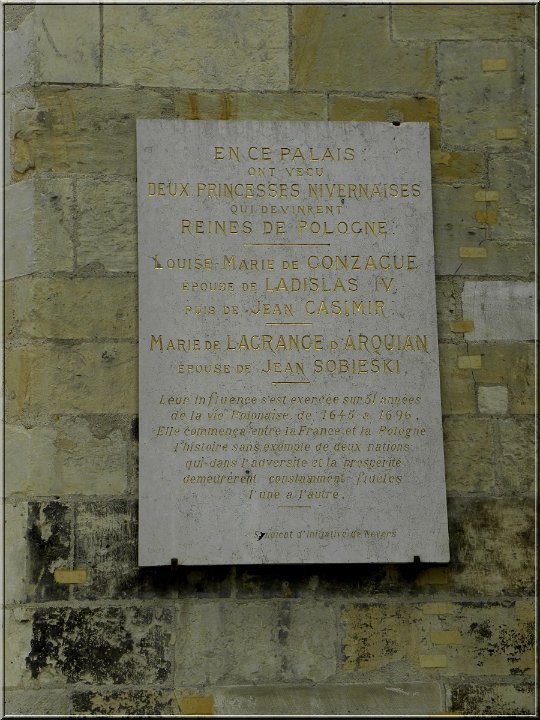 EN CE PALAIS
ONT VECU
DEUX PRINCESSES NIVERNAISES
QUI DEVINRENT
REINES DE POLOGNE.
LOUISE-MARIE DE GONZAGUE
ÉPOUSE DE LADISLAS IV.
PUIS DE JEAN CASIMIR.
MARIE DE LAGRANGE D'ARQUIAN
ÉPOUSE DE JEAN SOBIESKI.
Leur influence s'est exercée sur 51 années
de la vie Polonaise, de 1645 a 1696.
Elle commença entre la France et la Pologne
l'histoire sans exemple de deux nations
qui dans l'adversité et la prospérité
demeurèrent constamment fidèles
l'une a l'autre.
Syndicat d'Initiative de Nevers